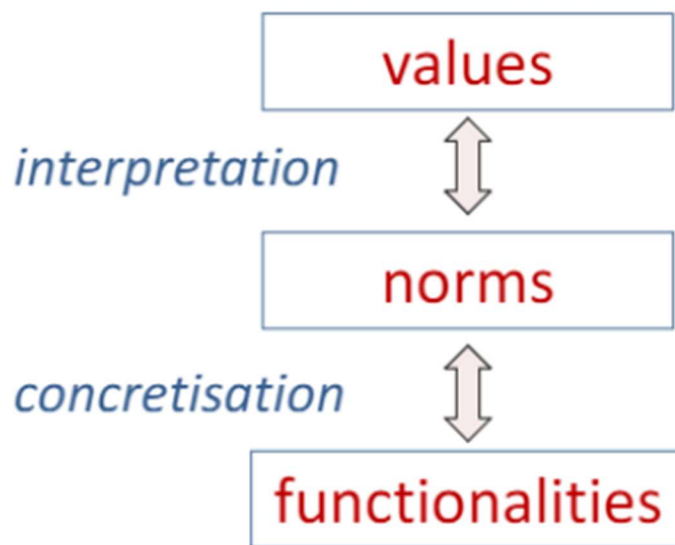 values
interpretation
norms
concretisation
functionalities